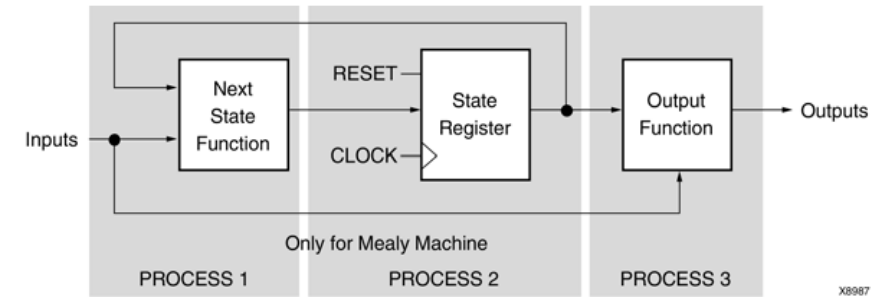 Inputs
Next
State
Function
RESET
CLOCK
State
Register
Output
Function
Outputs
Only for Mealy Machine
PROCESS 1
PROCESS 2
PROCESS 3
X8987